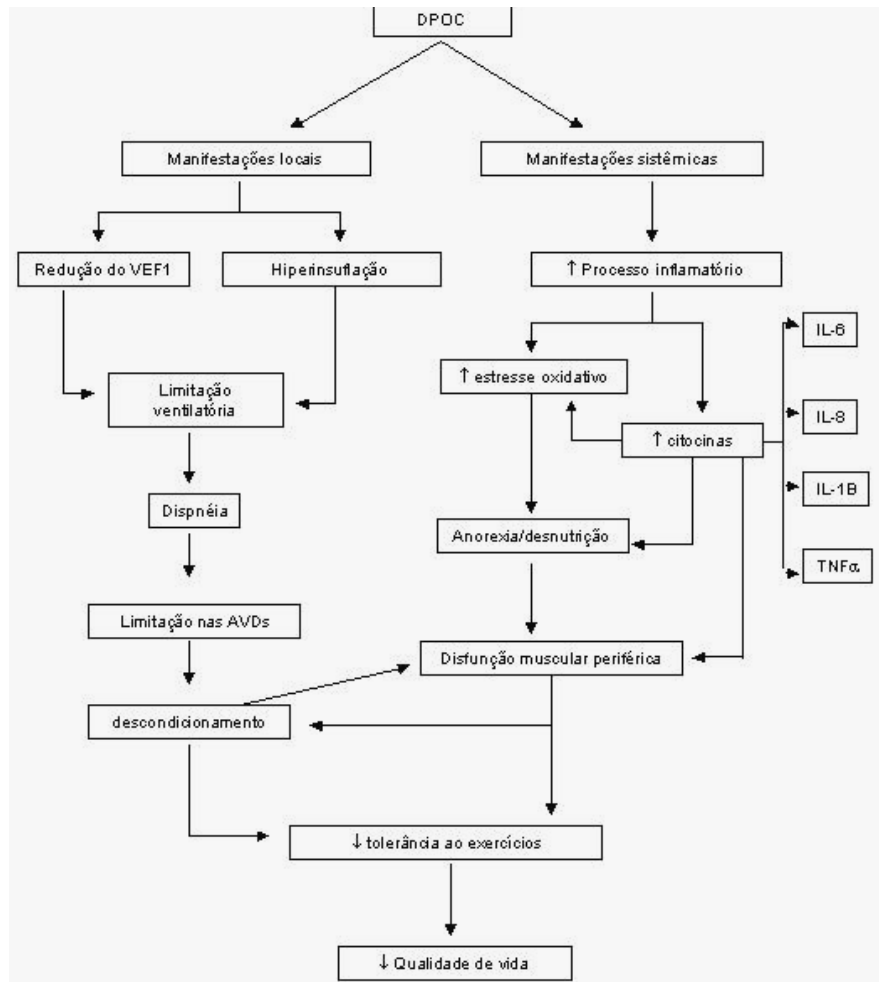 DPOC
Manifestações locais
Manifestações sistêmicas
Redução do VEF1
Hiperinsuflação
↑ Processo inflamatório
IL-6
↑ estresse oxidativo
Limitação
ventilatória
IL-8
↑ citocinas
IL-1B
Dispnéia
Anorexia/desnutrição
TNFα
Limitação nas AVDs
Disfunção muscular periférica
descondicionamento
↓ tolerância ao exercícios
↓ Qualidade de vida